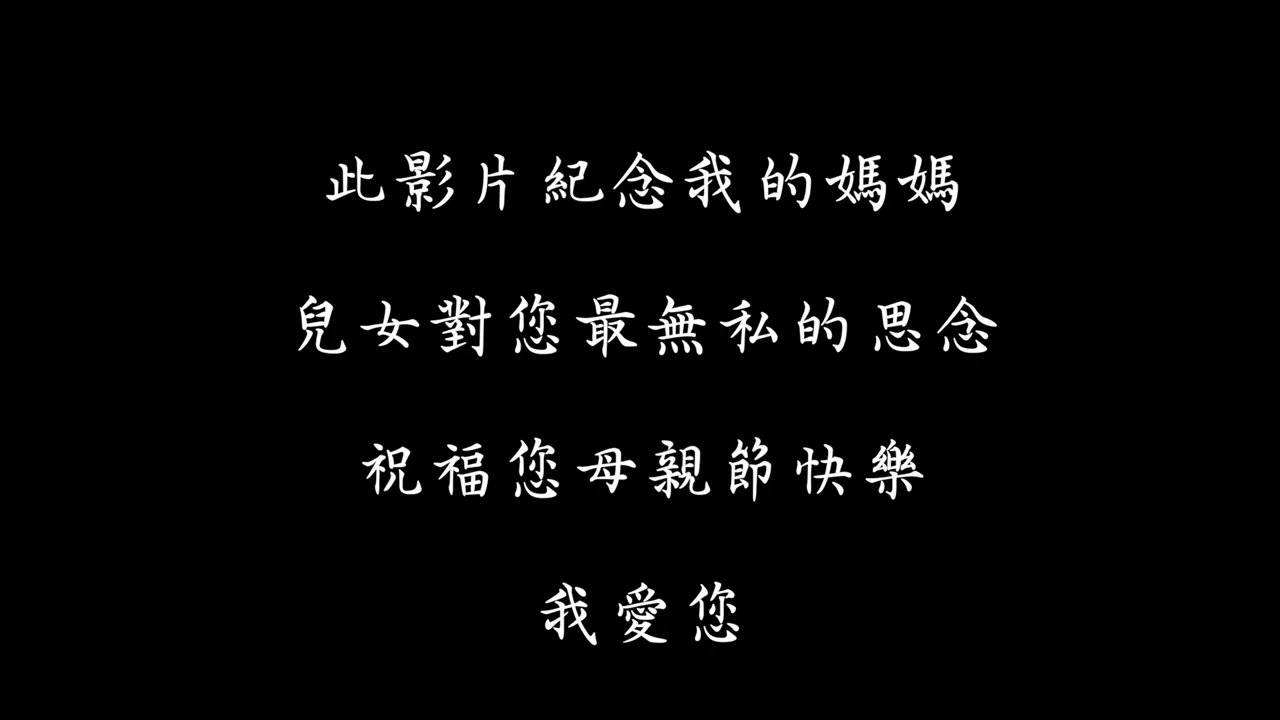 此影片紀念我的媽媽
兒女對您最無私的思念
祝福您母親節快樂
我愛您